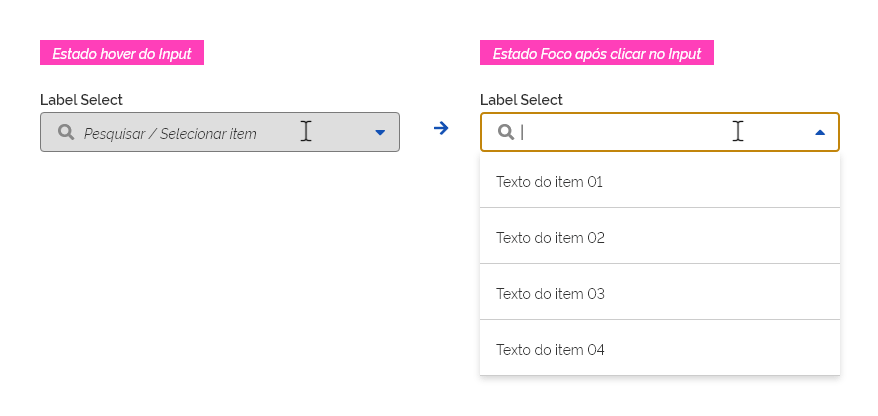 Estado hover do Input
Label Select
Pesquisar / Selecionar item
Estado Foco após clicar no Input
Label Select
Texto do item 01
Texto do item 02
Texto do item 03
Texto do item 04